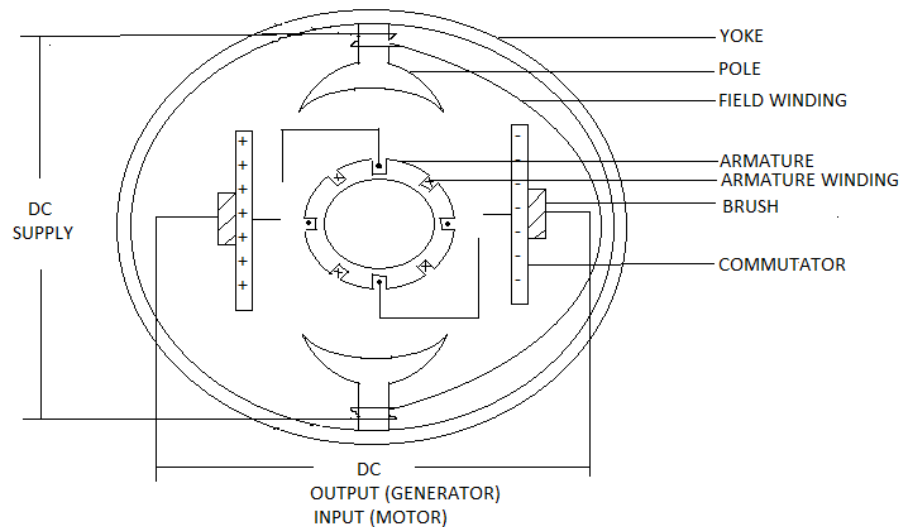 YOKE
POLE
FIELD WINDING
ARMATURE
ARMATURE WINDING
BRUSH
COMMUTATOR
DC
SUPPLY
+
+
+
+
+
+
+
-
-
-
-
-
-
-
DC
OUTPUT (GENERATOR)
INPUT (MOTOR)